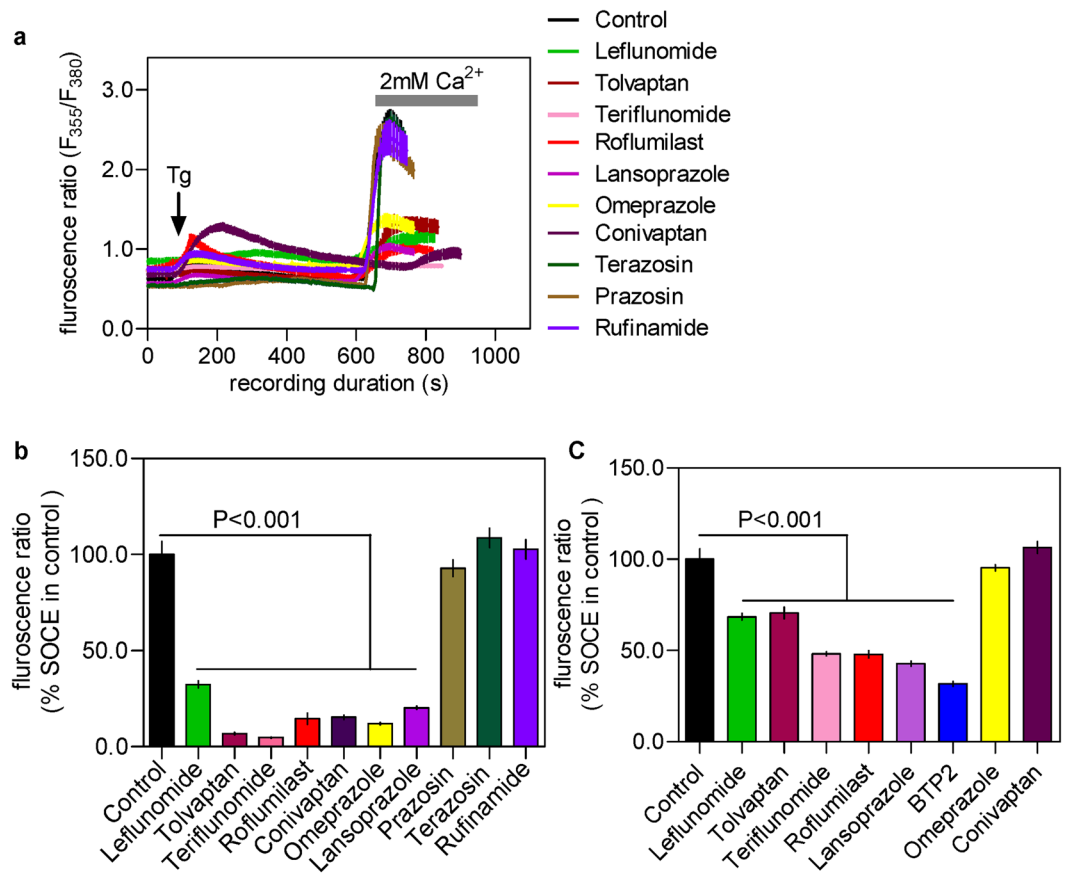 a
fluroscence ratio (F355/F380)
3.0
2.0
1.0
0.0
Tg
2mM Ca2+
0 200 400 600 800 1000
recording duration (s)
Control
Leflunomide
Tolvaptan
Teriflunomide
Roflumilast
Lansoprazole
Omeprazole
Conivaptan
Terazosin
Prazosin
Rufinamide
b
fluroscence ratio
(% SOCE in control )
150.0
100.0
50.0
0.0
P<0.001
Control
Leflunomide
Tolvaptan
Teriflunomide
Roflumilast
Conivaptan
Omeprazole
Lansoprazole
Prazosin
Terazosin
Rufinamide
C
fluroscence ratio
(% SOCE in control )
150.0
100.0
50.0
0.0
P<0.001
Control
Leflunomide
Tolvaptan
Teriflunomide
Roflumilast
Lansoprazole
BTP2
Omeprazole
Conivaptan